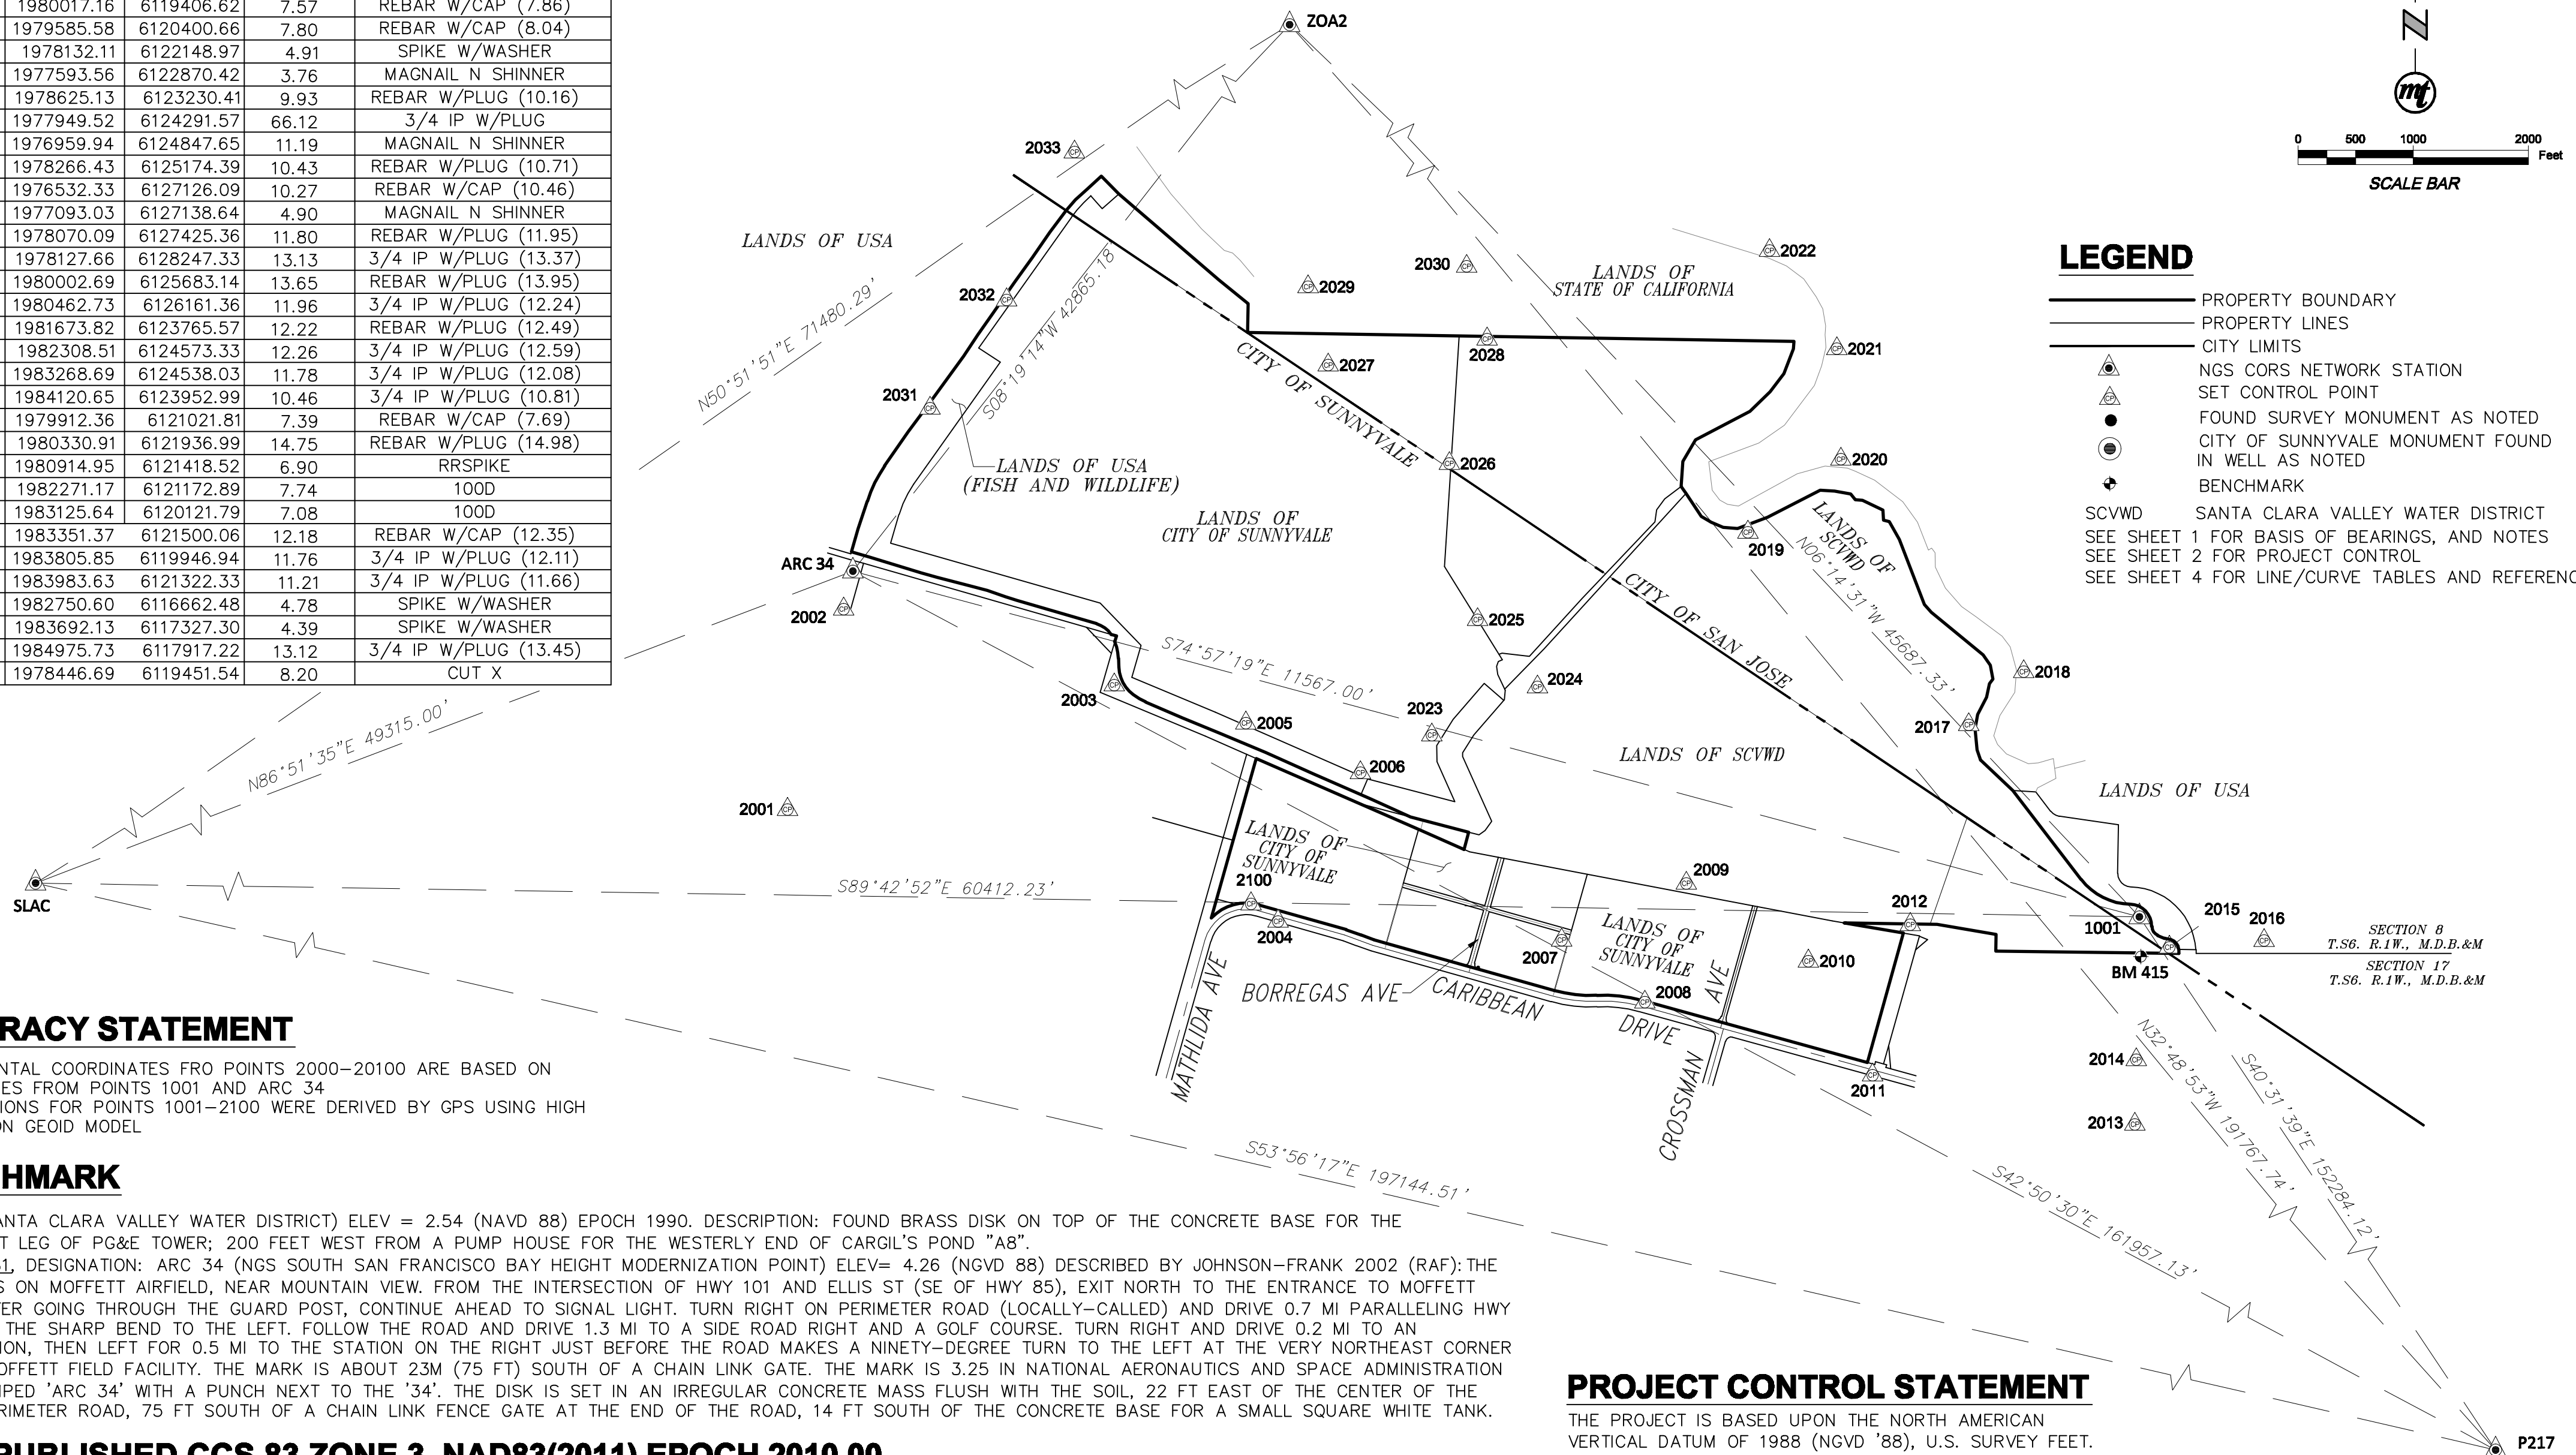 1980017.16 6119406.62 7.57 REBAR W/CAP (7.86)
1979585.58 6120400.66 7.80 REBAR W/CAP (8.04)
1978132.11 6122148.97 4.91 SPIKE W/WASHER
1977593.56 6122870.42 3.76 MAGNAIL N SHINNER
1978625.13 6123230.41 9.93 REBAR W/PLUG (10.16)
1977949.52 6124291.57 66.12 3/4 IP W/PLUG
1976959.94 6124847.65 11.19 MAGNAIL N SHINNER
1978266.43 6125174.39 10.43 REBAR W/PLUG (10.71)
1976532.33 6127126.09 10.27 REBAR W/CAP (10.46)
1977093.03 6127138.64 4.90 MAGNAIL N SHINNER
1978070.09 6127425.36 11.80 REBAR W/PLUG (11.95)
1978127.66 6128247.33 13.13 3/4 IP W/PLUG (13.37)
1980002.69 6125683.14 13.65 REBAR W/PLUG (13.95)
1980462.73 6126161.36 11.96 3/4 IP W/PLUG (12.24)
1981673.82 6123765.57 12.22 REBAR W/PLUG (12.49)
1982308.51 6124573.33 12.26 3/4 IP W/PLUG (12.59)
1983268.69 6124538.03 11.78 3/4 IP W/PLUG (12.08)
1984120.65 6123952.99 10.46 3/4 IP W/PLUG (10.81)
1979912.36 6121021.81 7.39 REBAR W/CAP (7.69)
1980330.91 6121936.99 14.75 REBAR W/PLUG (14.98)
1980914.95 6121418.52 6.90 RRSPIKE
1982271.17 6121172.89 7.74 100D
1983125.64 6120121.79 7.08 100D
1983351.37 6121500.06 12.18 REBAR W/CAP (12.35)
1983805.85 6119946.94 11.76 3/4 IP W/PLUG (12.11)
1983983.63 6121322.33 11.21 3/4 IP W/PLUG (11.66)
1982750.60 6116662.48 4.78 SPIKE W/WASHER
1983692.13 6117327.30 4.39 SPIKE W/WASHER
1984975.73 6117917.22 13.12 3/4 IP W/PLUG (13.45)
1978446.69 6119451.54 8.20 CUT X
ZOA2
2033
LANDS OF USA
N50°51'51"E 71480.29'
S08°19'14"W 42865.18'
2032
2031
2029
2030
2022
LANDS OF
STATE OF CALIFORNIA
2021
2028
2027
2026
2020
2019
CITY OF SUNNYVALE
CITY OF SAN JOSE
LANDS OF USA
(FISH AND WILDLIFE)
LANDS OF
CITY OF SUNNYVALE
LANDS OF
SCVWD
N06°14'31"W 45687.33'
ARC 34
2002
2003
2025
2024
2023
2018
2017
S74°57'19"E 11567.00'
2005
2006
LANDS OF SCVWD
LANDS OF USA
N86°51'35"E 49315.00'
2001
SLAC
S89°42'52"E 60412.23'
LANDS OF
CITY OF
SUNNYVALE
2100
2004
2009
2012
2007
LANDS OF
CITY OF
SUNNYVALE
2010
2008
2011
1001
2015
2016
BM 415
SECTION 8
T.S6. R.1W., M.D.B.&M
SECTION 17
T.S6. R.1W., M.D.B.&M
MATHLIDA AVE
BORREGAS AVE
CARIBBEAN
DRIVE
CROSSMAN
AVE
2014
2013
N32°48'53"W 191767.74'
S40°31'39"E 152284.12'
S42°50'30"E 161957.13'
S53°56'17"E 197144.51'
P217
N
mt
0 500 1000 2000
Feet
SCALE BAR
LEGEND
PROPERTY BOUNDARY
PROPERTY LINES
CITY LIMITS
NGS CORS NETWORK STATION
CP SET CONTROL POINT
FOUND SURVEY MONUMENT AS NOTED
CITY OF SUNNYVALE MONUMENT FOUND
IN WELL AS NOTED
BENCHMARK
SCVWD SANTA CLARA VALLEY WATER DISTRICT
SEE SHEET 1 FOR BASIS OF BEARINGS, AND NOTES
SEE SHEET 2 FOR PROJECT CONTROL
SEE SHEET 4 FOR LINE/CURVE TABLES AND REFERENC
RACY STATEMENT
NTAL COORDINATES FRO POINTS 2000-20100 ARE BASED ON
ES FROM POINTS 1001 AND ARC 34
IONS FOR POINTS 1001-2100 WERE DERIVED BY GPS USING HIGH
ON GEOID MODEL
HMARK
ANTA CLARA VALLEY WATER DISTRICT) ELEV = 2.54 (NAVD 88) EPOCH 1990. DESCRIPTION: FOUND BRASS DISK ON TOP OF THE CONCRETE BASE FOR THE
T LEG OF PG&E TOWER; 200 FEET WEST FROM A PUMP HOUSE FOR THE WESTERLY END OF CARGIL'S POND "A8".
1, DESIGNATION: ARC 34 (NGS SOUTH SAN FRANCISCO BAY HEIGHT MODERNIZATION POINT) ELEV= 4.26 (NGVD 88) DESCRIBED BY JOHNSON-FRANK 2002 (RAF): THE
S ON MOFFETT AIRFIELD, NEAR MOUNTAIN VIEW. FROM THE INTERSECTION OF HWY 101 AND ELLIS ST (SE OF HWY 85), EXIT NORTH TO THE ENTRANCE TO MOFFETT
ER GOING THROUGH THE GUARD POST, CONTINUE AHEAD TO SIGNAL LIGHT. TURN RIGHT ON PERIMETER ROAD (LOCALLY-CALLED) AND DRIVE 0.7 MI PARALLELING HWY
THE SHARP BEND TO THE LEFT. FOLLOW THE ROAD AND DRIVE 1.3 MI TO A SIDE ROAD RIGHT AND A GOLF COURSE. TURN RIGHT AND DRIVE 0.2 MI TO AN
ION, THEN LEFT FOR 0.5 MI TO THE STATION ON THE RIGHT JUST BEFORE THE ROAD MAKES A NINETY-DEGREE TURN TO THE LEFT AT THE VERY NORTHEAST CORNER
OFFETT FIELD FACILITY. THE MARK IS ABOUT 23M (75 FT) SOUTH OF A CHAIN LINK GATE. THE MARK IS 3.25 IN NATIONAL AERONAUTICS AND SPACE ADMINISTRATION
PED 'ARC 34' WITH A PUNCH NEXT TO THE '34'. THE DISK IS SET IN AN IRREGULAR CONCRETE MASS FLUSH WITH THE SOIL, 22 FT EAST OF THE CENTER OF THE
RIMETER ROAD, 75 FT SOUTH OF A CHAIN LINK FENCE GATE AT THE END OF THE ROAD, 14 FT SOUTH OF THE CONCRETE BASE FOR A SMALL SQUARE WHITE TANK.
PUBLISHED CCS 83 ZONE 3, NAD83(2011) EPOCH 2010.00
PROJECT CONTROL STATEMENT
THE PROJECT IS BASED UPON THE NORTH AMERICAN
VERTICAL DATUM OF 1988 (NGVD '88), U.S. SURVEY FEET.